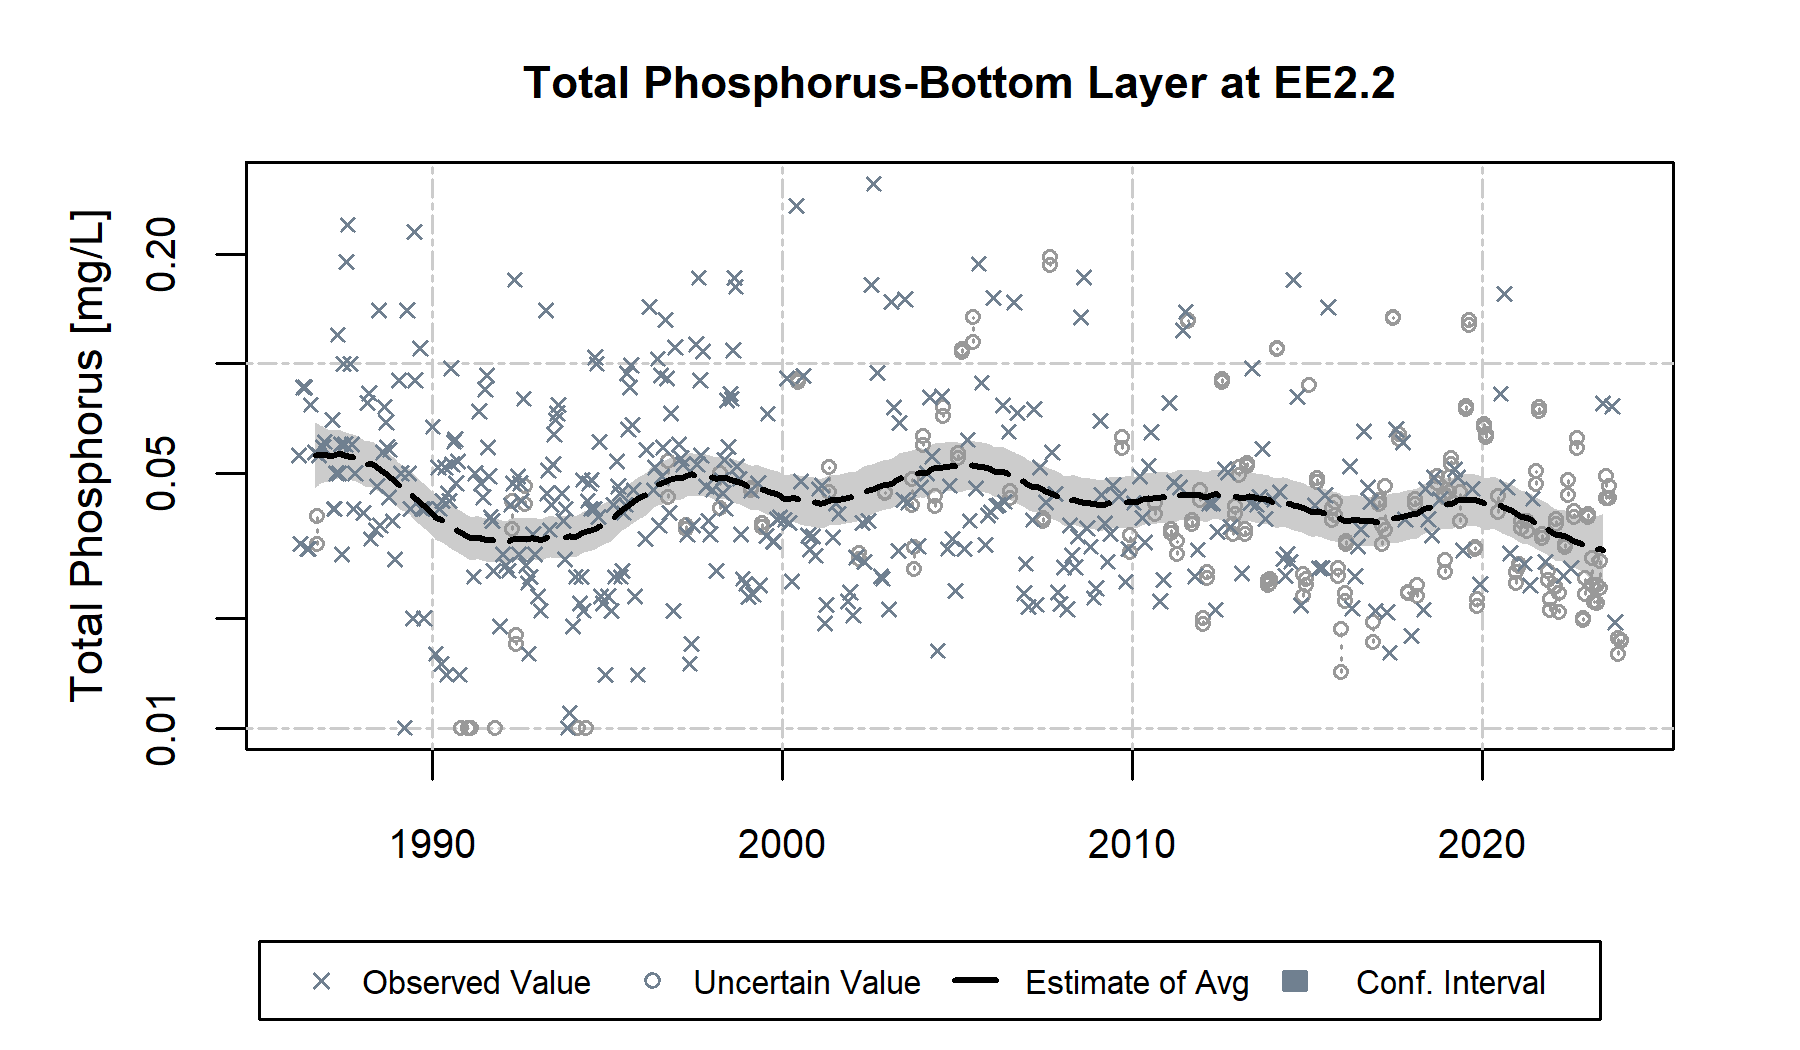 Total Phosphorus-Bottom Layer at EE2.2
Total Phosphorus [mg/L]
0.20
0.05
0.01
1990 2000 2010 2020
Observed Value Uncertain Value Estimate of Avg Conf. Interval